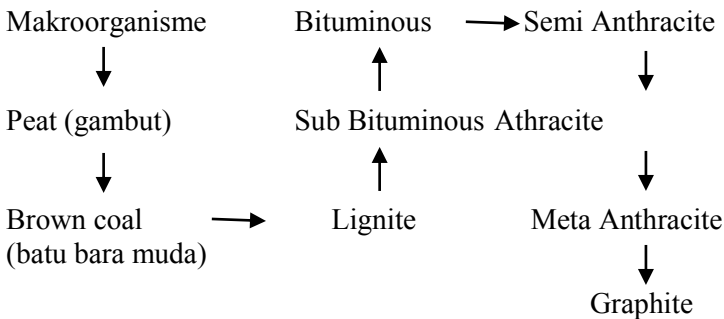 Makroorganisme Bituminous Semi Anthracite
Peat (gambut) Sub Bituminous Athracite
Brown coal Lignite Meta Anthracite
(batu bara muda)
Graphite